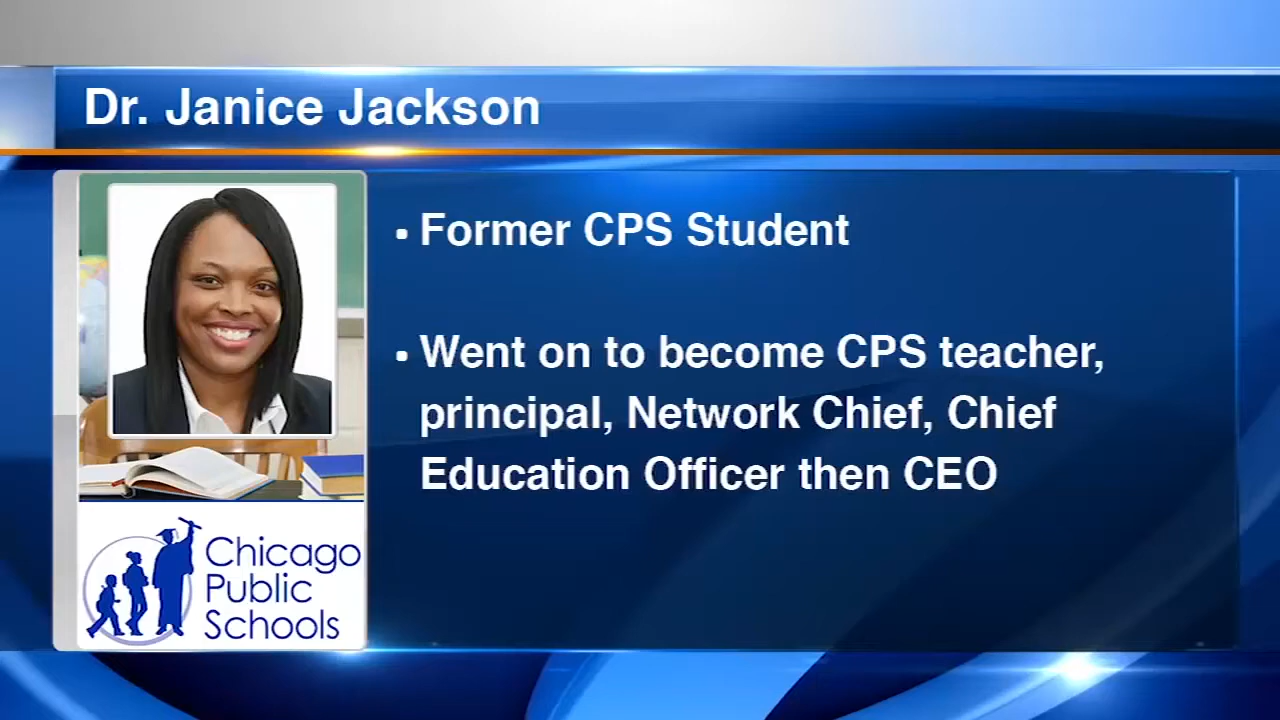 Dr. Janice Jackson
• Former CPS Student
• Went on to become CPS teacher,
principal, Network Chief, Chief
Education Officer then CEO
Chicago
Public
Schools